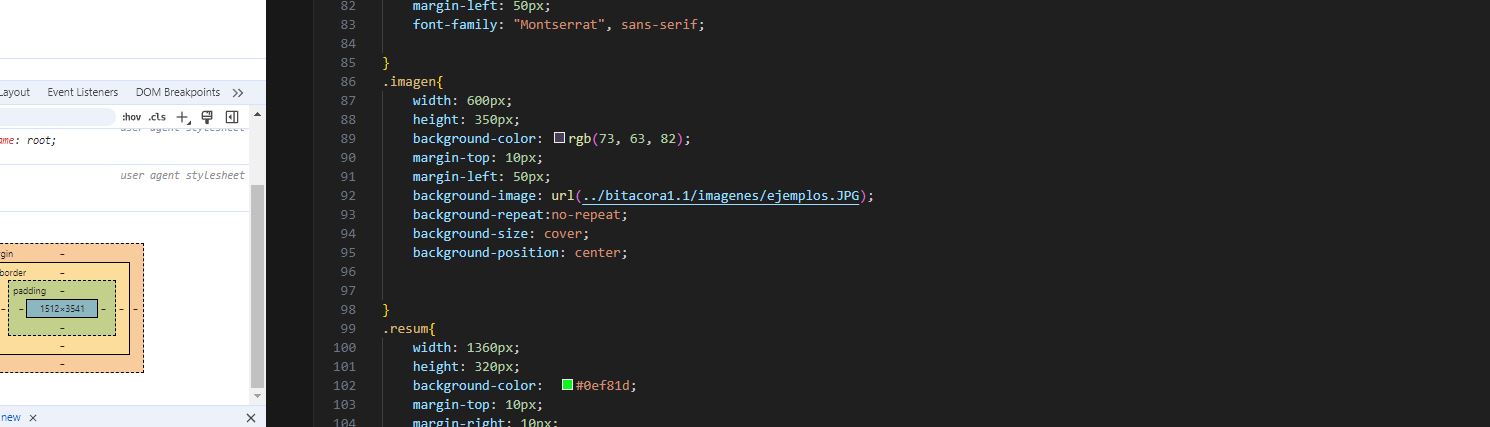 Layout Event Listeners DOM Breakpoints
:hov .cls
user agent stylesheet
ame: root;
user agent stylesheet
gin –
border –
padding –
– – – 1512×3541 – – –
–
–
–
new ×
82 margin-left: 50px;
83 font-family: "Montserrat", sans-serif;
84
85 }
86 .imagen{
87 width: 600px;
88 height: 350px;
89 background-color: rgb(73, 63, 82);
90 margin-top: 10px;
91 margin-left: 50px;
92 background-image: url(../bitacora1.1/imagenes/ejemplos.JPG);
93 background-repeat:no-repeat;
94 background-size: cover;
95 background-position: center;
96
97
98 }
99 .resum{
100 width: 1360px;
101 height: 320px;
102 background-color: #0ef81d;
103 margin-top: 10px;
104 margin-right: 10px;